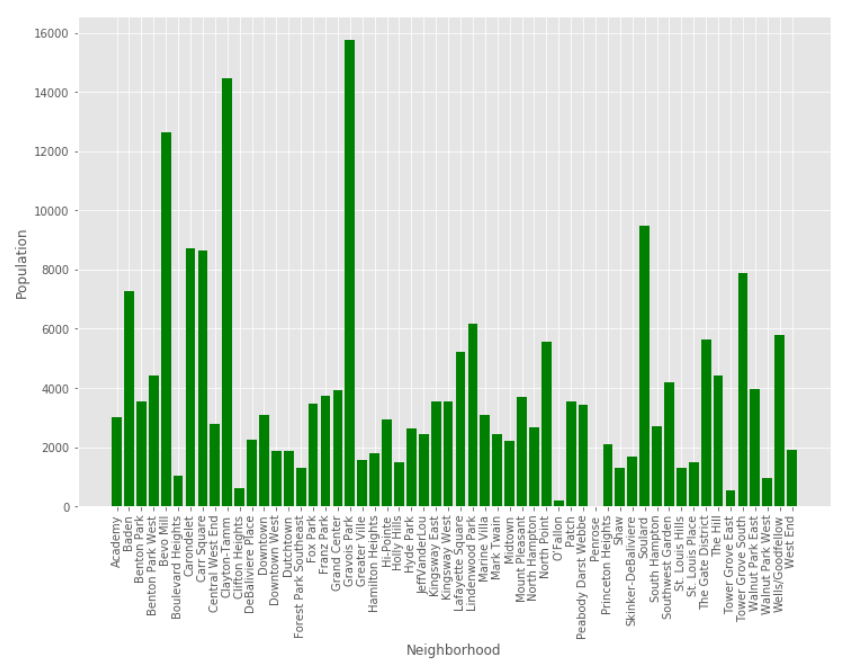 16000
14000
12000
10000
8000
6000
4000
2000
0
Population
Academy
Baden
Benton Park
Benton Park West
Bevo Mill
Boulevard Heights
Carondelet
Carr Square
Central West End
Clayton-Tamm
Clifton Heights
DeBaliviere Place
Downtown
Downtown West
Dutchtown
Forest Park Southeast
Fox Park
Franz Park
Grand Center
Gravois Park
Greater Ville
Hamilton Heights
Hi-Pointe
Holly Hills
Hyde Park
JeffVanderLou
Kingsway East
Kingsway West
Lafayette Square
Lindenwood Park
Marine Villa
Mark Twain
Midtown
Mount Pleasant
North Hampton
North Point
O'Fallon
Patch
Peabody Darst Webbe
Penrose
Princeton Heights
Shaw
Skinker-DeBaliviere
Soulard
South Hampton
Southwest Garden
St. Louis Hills
St. Louis Place
The Gate District
The Hill
Tower Grove East
Tower Grove South
Walnut Park East
Walnut Park West
Wells/Goodfellow
West End
Neighborhood